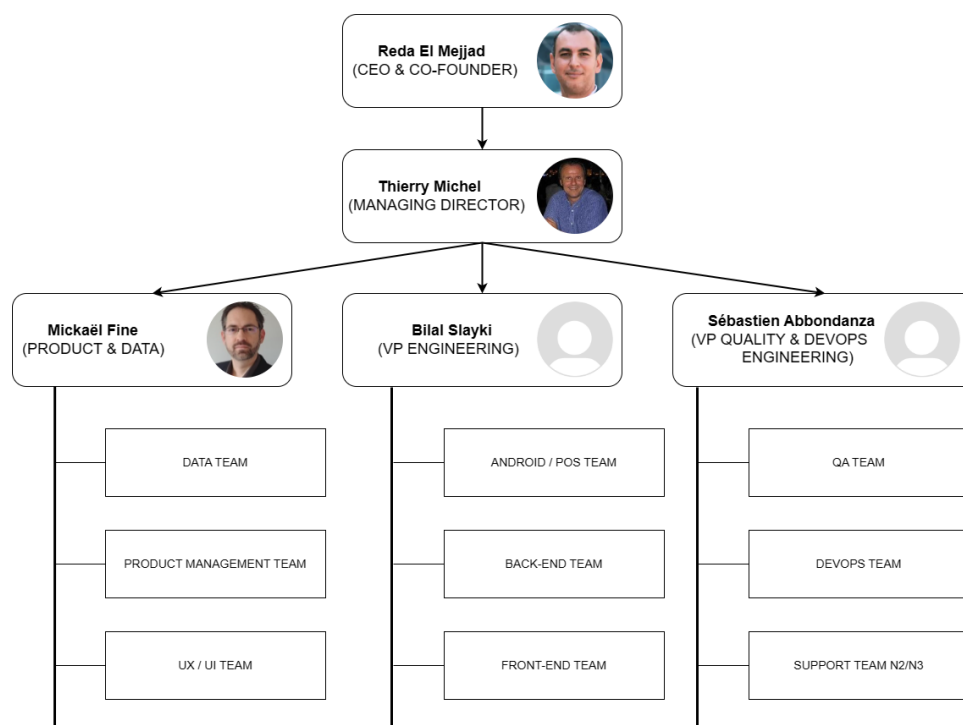 Reda El Mejjad
(CEO & CO-FOUNDER)
Thierry Michel
(MANAGING DIRECTOR)
Mickaël Fine
(PRODUCT & DATA)
Bilal Slayki
(VP ENGINEERING)
Sébastien Abbondanza
(VP QUALITY & DEVOPS
ENGINEERING)
DATA TEAM
ANDROID / POS TEAM
QA TEAM
PRODUCT MANAGEMENT TEAM
BACK-END TEAM
DEVOPS TEAM
UX / UI TEAM
FRONT-END TEAM
SUPPORT TEAM N2/N3